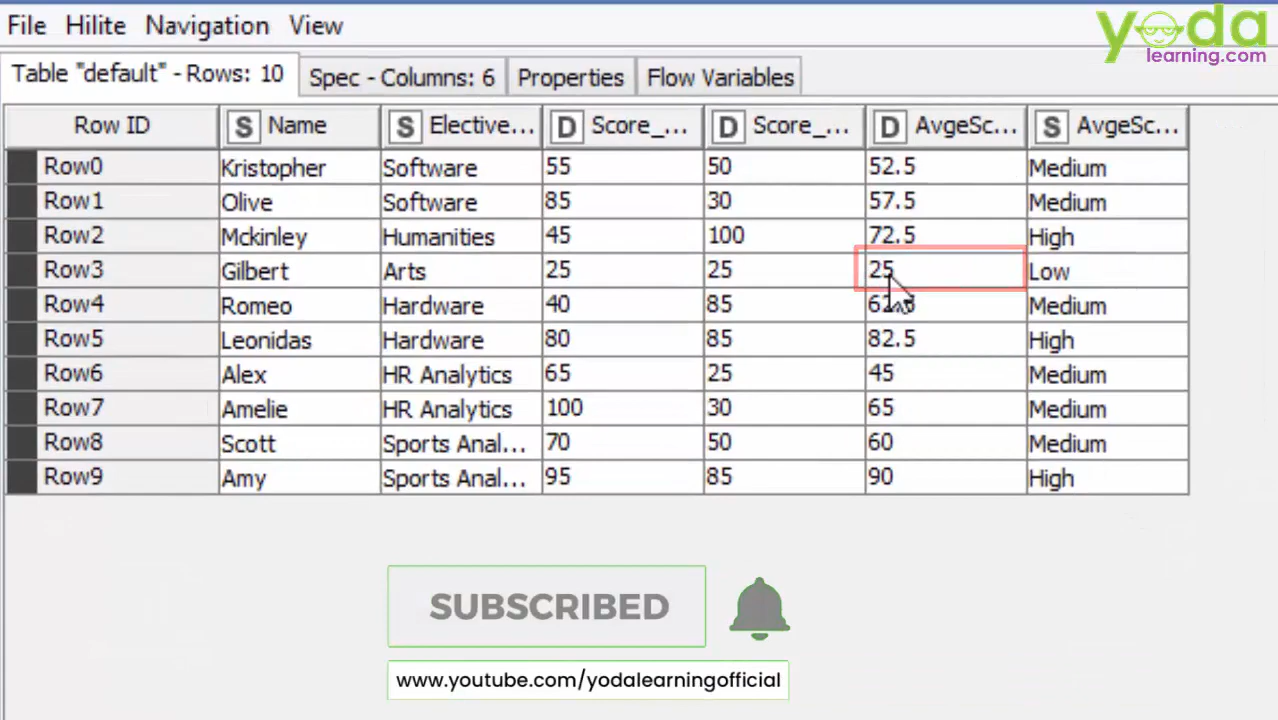 File Hilite Navigation View
yoda
learning.com
Table "default" - Rows: 10 Spec - Columns: 6 Properties Flow Variables
Row ID S Name S Elective... D Score_... D Score_... D AvgeSc... S AvgeSc...
Row0 Kristopher Software 55 50 52.5 Medium
Row1 Olive Software 85 30 57.5 Medium
Row2 Mckinley Humanities 45 100 72.5 High
Row3 Gilbert Arts 25 25 25 Low
Row4 Romeo Hardware 40 85 Medium
Row5 Leonidas Hardware 80 85 82.5 High
Row6 Alex HR Analytics 65 25 45 Medium
Row7 Amelie HR Analytics 100 30 65 Medium
Row8 Scott Sports Anal... 70 50 60 Medium
Row9 Amy Sports Anal... 95 85 90 High
SUBSCRIBED
www.youtube.com/yodalearningofficial